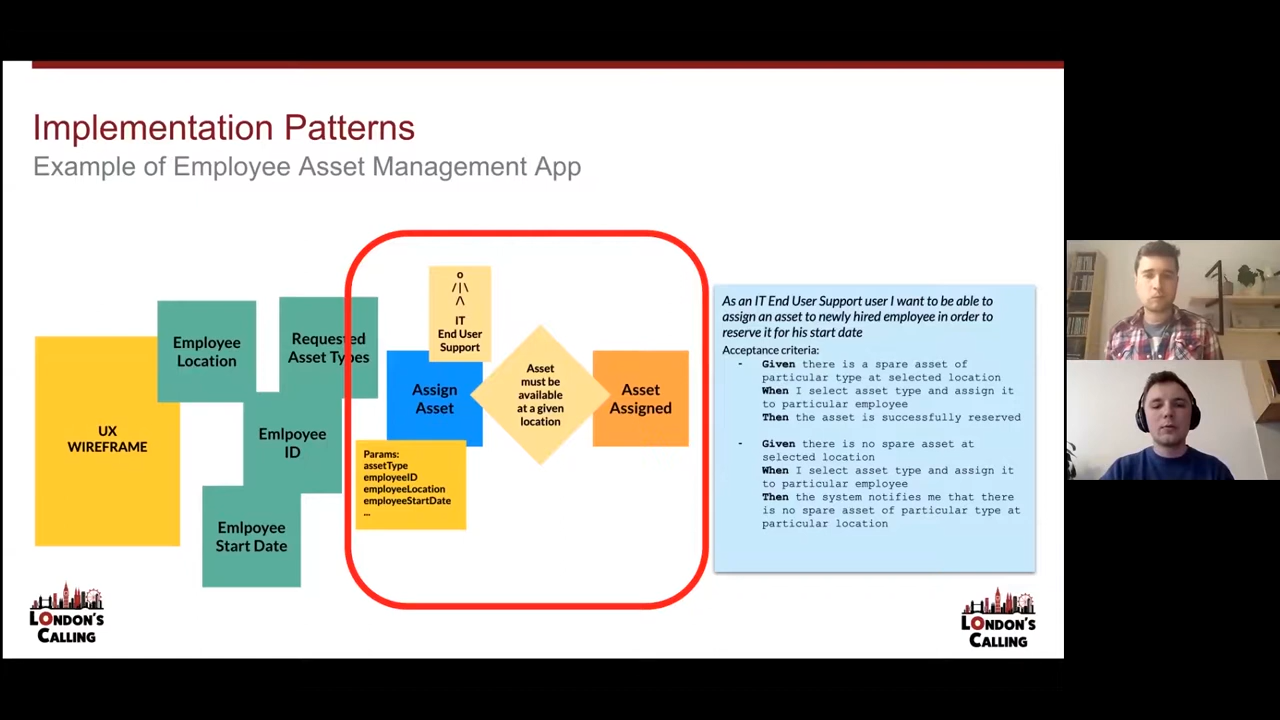 Implementation Patterns
Example of Employee Asset Management App
UX
WIREFRAME
Employee
Location
Requested
Asset Types
Emlpoyee
ID
Emlpoyee
Start Date
o
/|\
/\
IT
End User
Support
Assign
Asset
Params:
assetType
employeeID
employeeLocation
employeeStartDate
...
Asset
must be
available
at a given
location
Asset
Assigned
As an IT End User Support user I want to be able to
assign an asset to newly hired employee in order to
reserve it for his start date
Acceptance criteria:
- Given there is a spare asset of
particular type at selected location
When I select asset type and assign it
to particular employee
Then the asset is successfully reserved
- Given there is no spare asset at
selected location
When I select asset type and assign it
to particular employee
Then the system notifies me that there
is no spare asset of particular type at
particular location
LONDON'S
CALLING
LONDON'S
CALLING